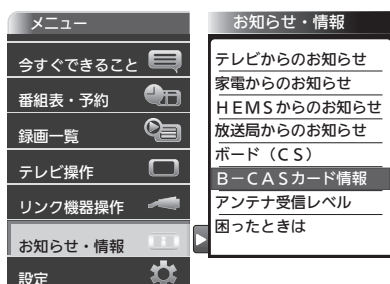 メニュー
今すぐできること
番組表・予約
録画一覧
テレビ操作
リンク機器操作
お知らせ・情報
設定
お知らせ・情報
テレビからのお知らせ
家電からのお知らせ
ＨＥＭＳからのお知らせ
放送局からのお知らせ
ボード（ＣＳ）
Ｂ－ＣＡＳカード情報
アンテナ受信レベル
困ったときは